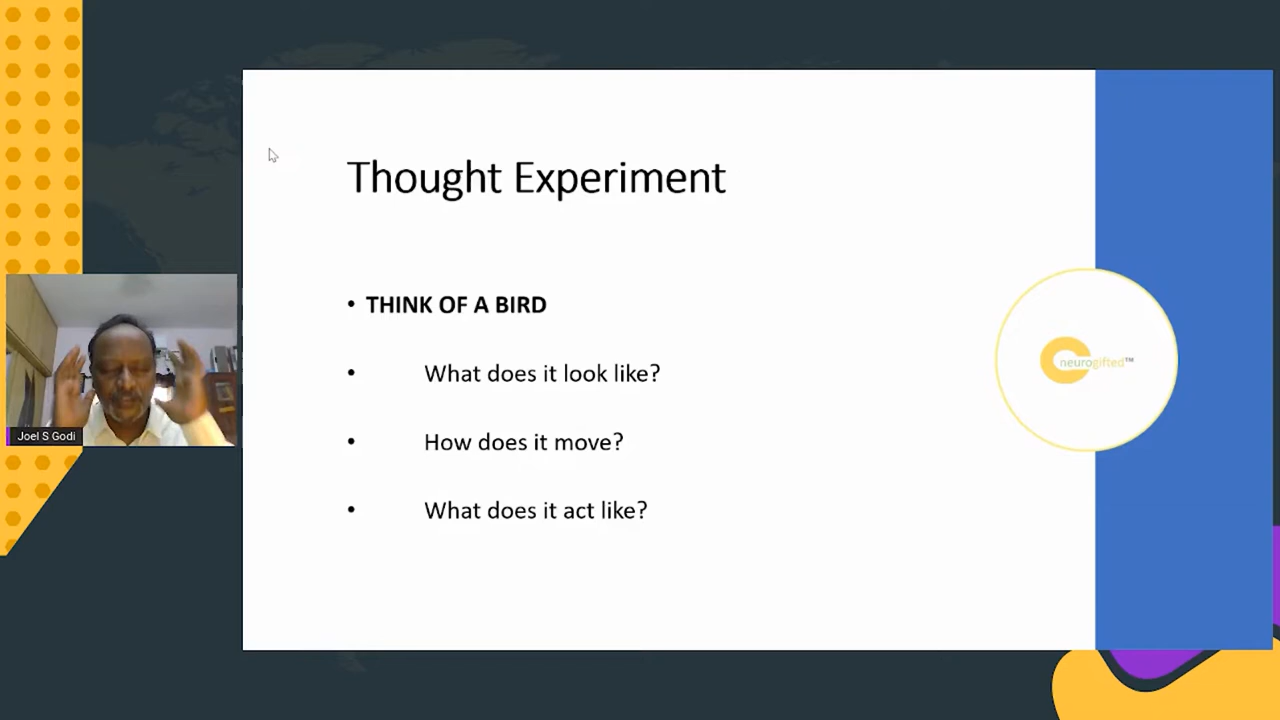 Thought Experiment
• THINK OF A BIRD
• What does it look like?
• How does it move?
• What does it act like?
neurogifted™
Joel S Godi